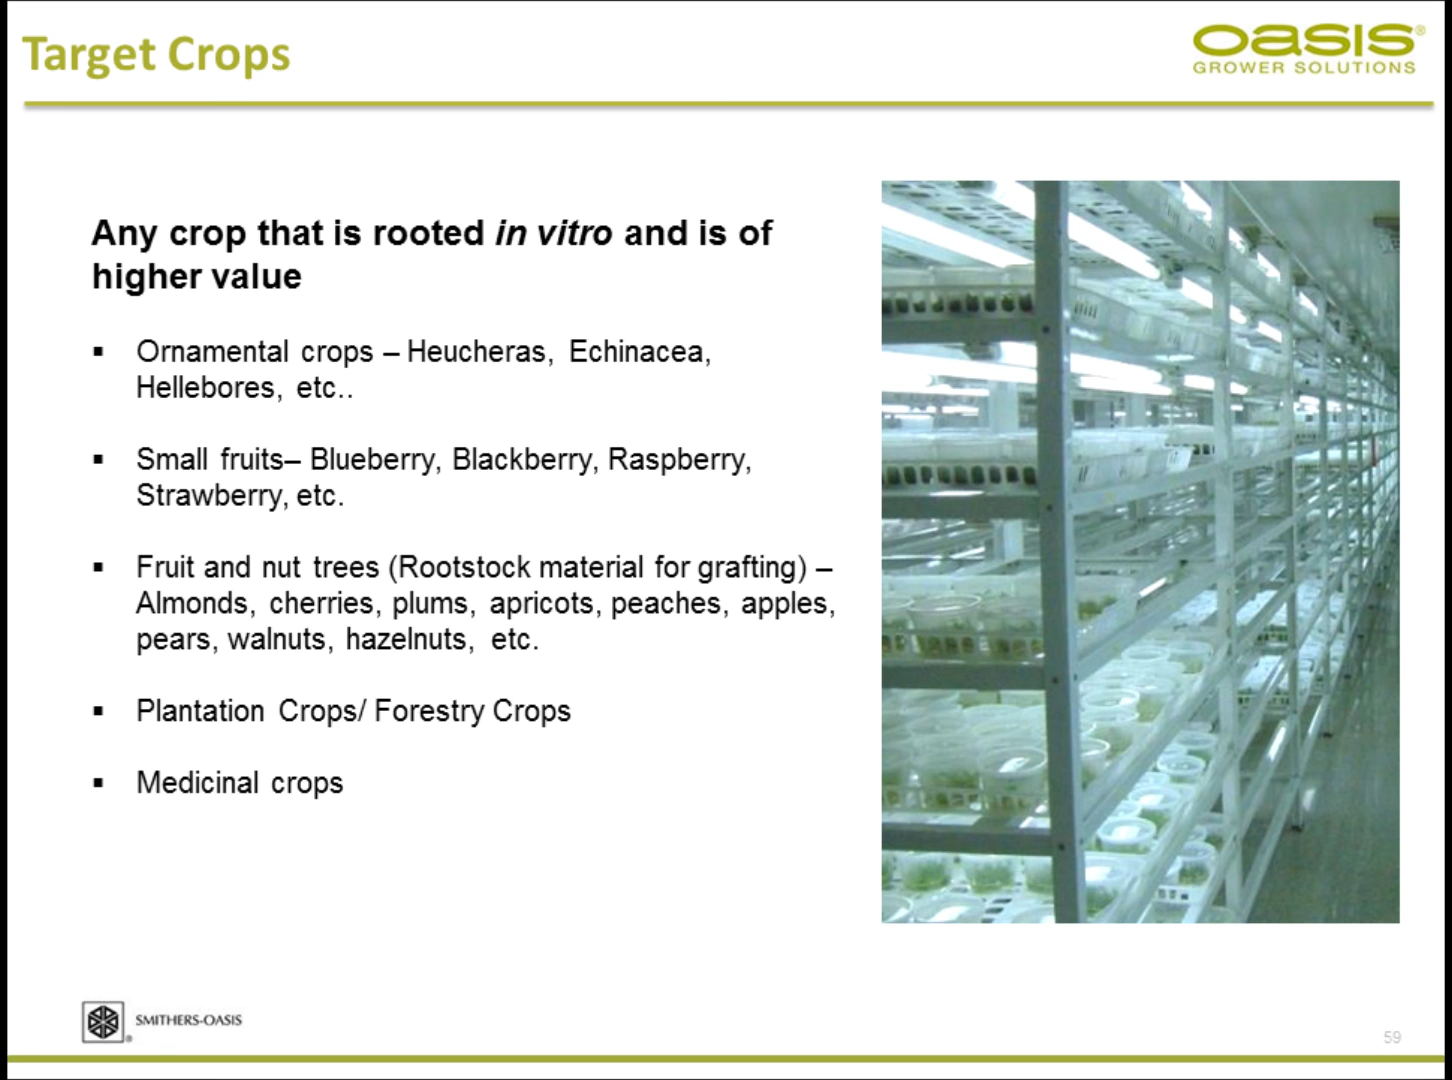 Target Crops
oasis®
GROWER SOLUTIONS
Any crop that is rooted in vitro and is of
higher value
▪ Ornamental crops – Heucheras, Echinacea,
Hellebores, etc..
▪ Small fruits– Blueberry, Blackberry, Raspberry,
Strawberry, etc.
▪ Fruit and nut trees (Rootstock material for grafting) –
Almonds, cherries, plums, apricots, peaches, apples,
pears, walnuts, hazelnuts, etc.
▪ Plantation Crops/ Forestry Crops
▪ Medicinal crops
® SMITHERS-OASIS
59